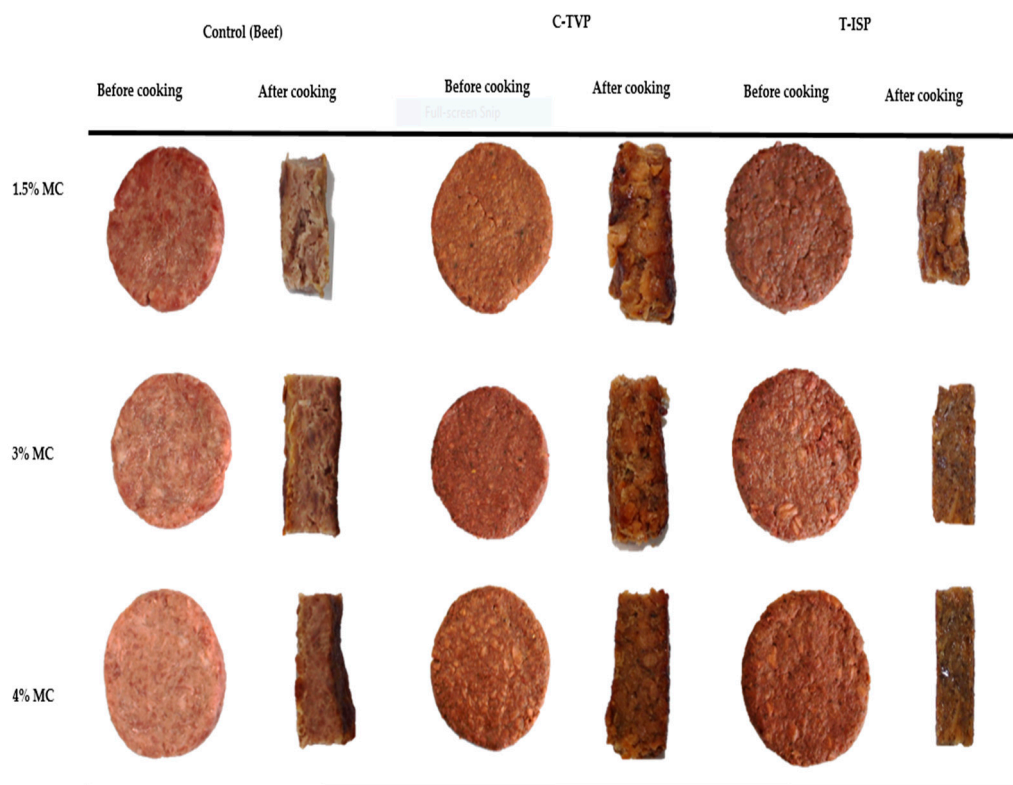 Control (Beef) C-TVP T-ISP
Before cooking After cooking Before cooking After cooking Before cooking After cooking
Full-screen Snip
1.5% MC
3% MC
4% MC